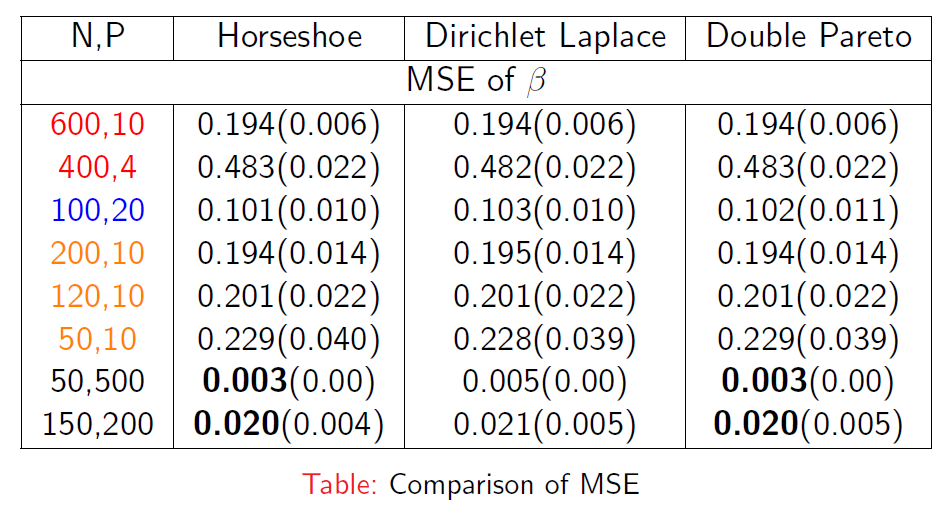 N,P Horseshoe Dirichlet Laplace Double Pareto
MSE of β
600,10 0.194(0.006) 0.194(0.006) 0.194(0.006)
400,4 0.483(0.022) 0.482(0.022) 0.483(0.022)
100,20 0.101(0.010) 0.103(0.010) 0.102(0.011)
200,10 0.194(0.014) 0.195(0.014) 0.194(0.014)
120,10 0.201(0.022) 0.201(0.022) 0.201(0.022)
50,10 0.229(0.040) 0.228(0.039) 0.229(0.039)
50,500 0.003(0.00) 0.005(0.00) 0.003(0.00)
150,200 0.020(0.004) 0.021(0.005) 0.020(0.005)
Table: Comparison of MSE